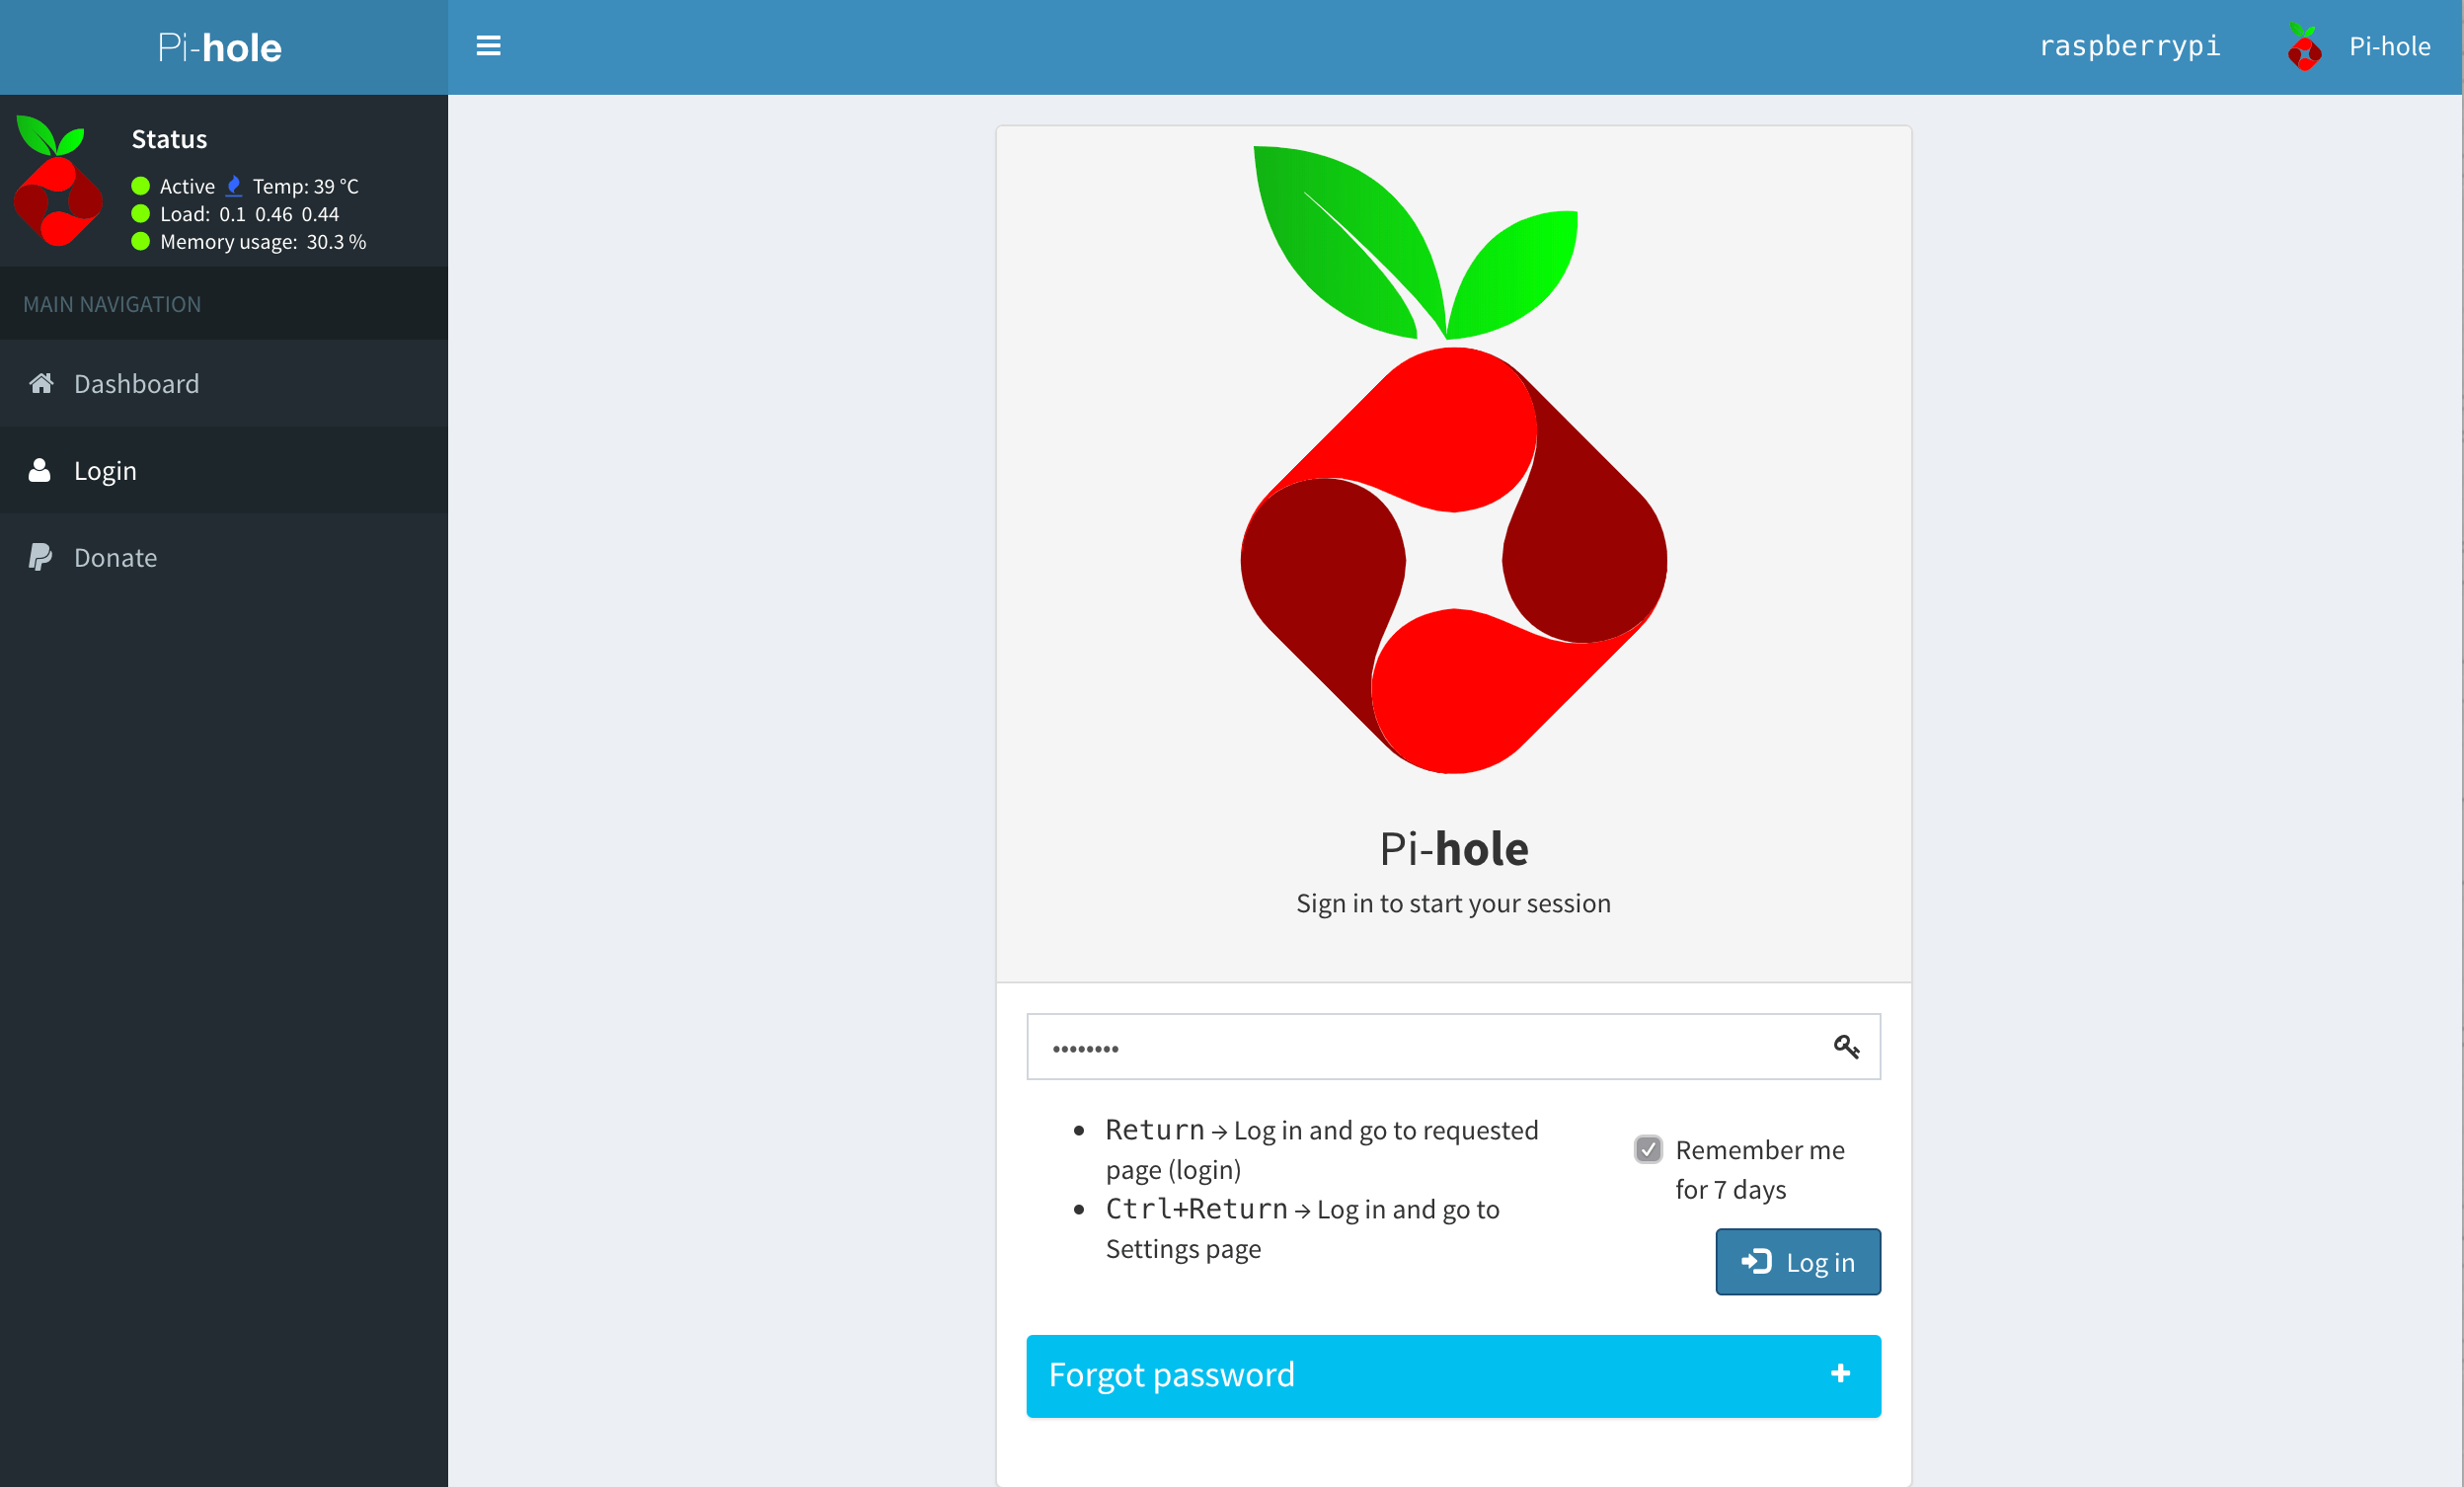 Pi-hole
raspberrypi
Pi-hole
Status
Active Temp: 39 °C
Load: 0.1 0.46 0.44
Memory usage: 30.3 %
MAIN NAVIGATION
Dashboard
Login
Donate
Pi-hole
Sign in to start your session
••••••••
• Return → Log in and go to requested
page (login)
• Ctrl+Return → Log in and go to
Settings page
Remember me
for 7 days
Log in
Forgot password